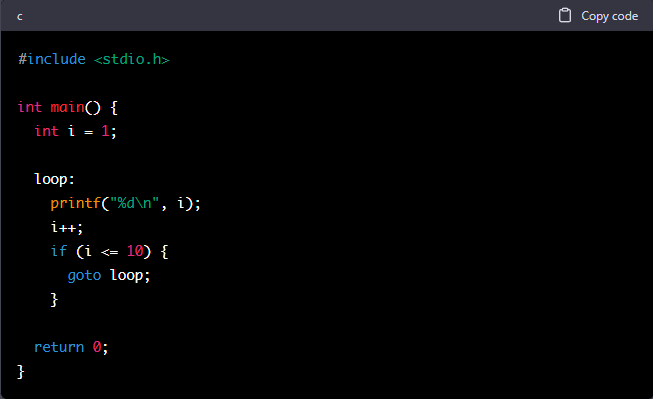 c
Copy code
#include <stdio.h>
int main() {
int i = 1;
loop:
printf("%d\n", i);
i++;
if (i <= 10) {
goto loop;
}
return 0;
}